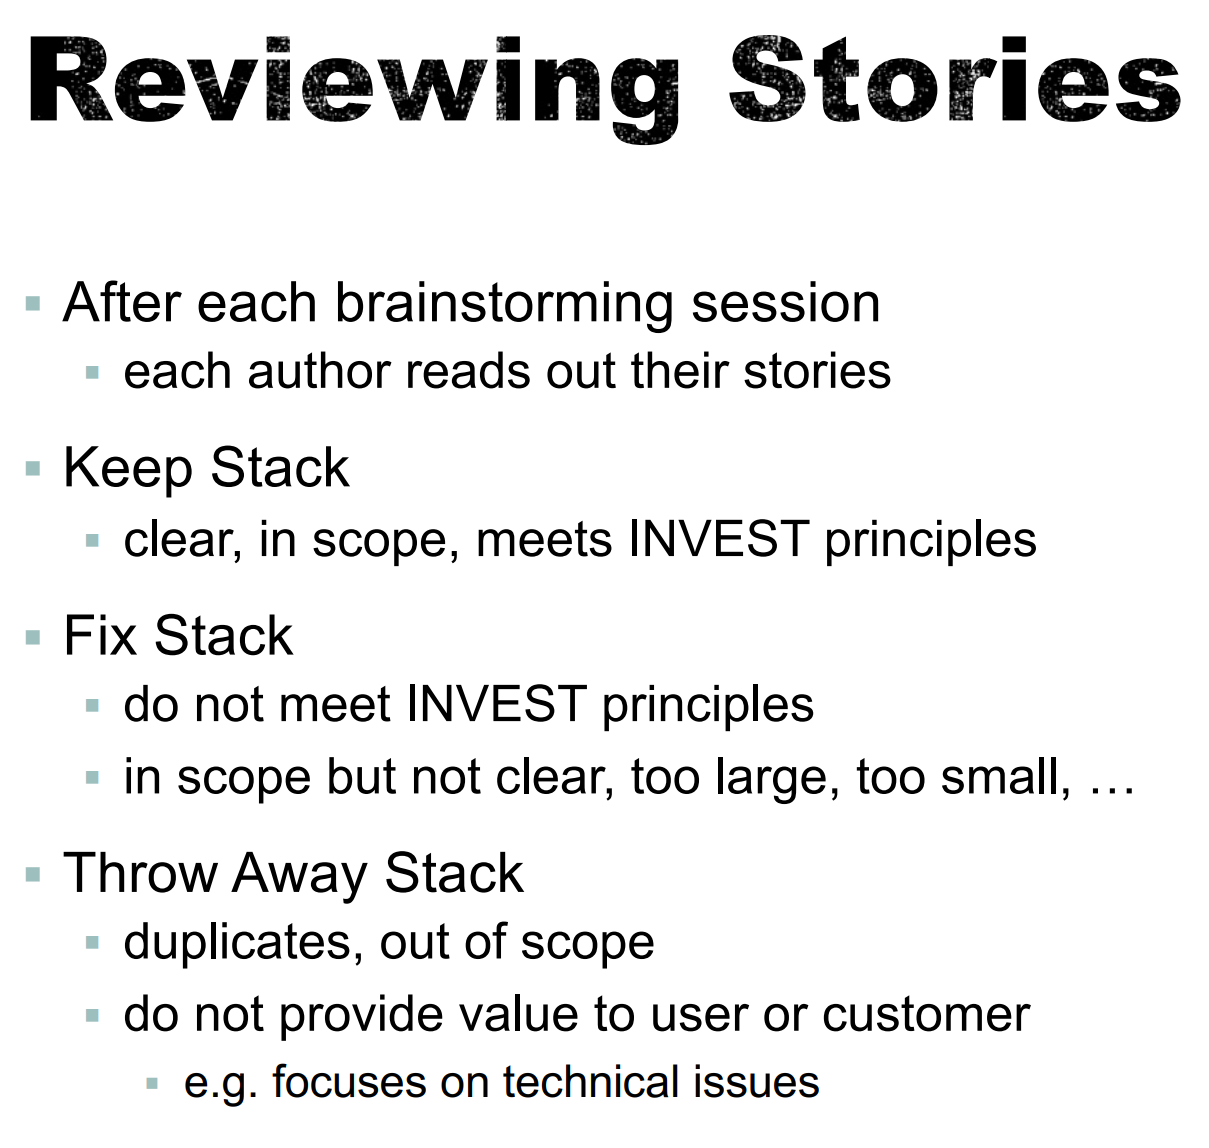 Reviewing Stories
After each brainstorming session
each author reads out their stories
Keep Stack
clear, in scope, meets INVEST principles
Fix Stack
do not meet INVEST principles
in scope but not clear, too large, too small, …
Throw Away Stack
duplicates, out of scope
do not provide value to user or customer
e.g. focuses on technical issues